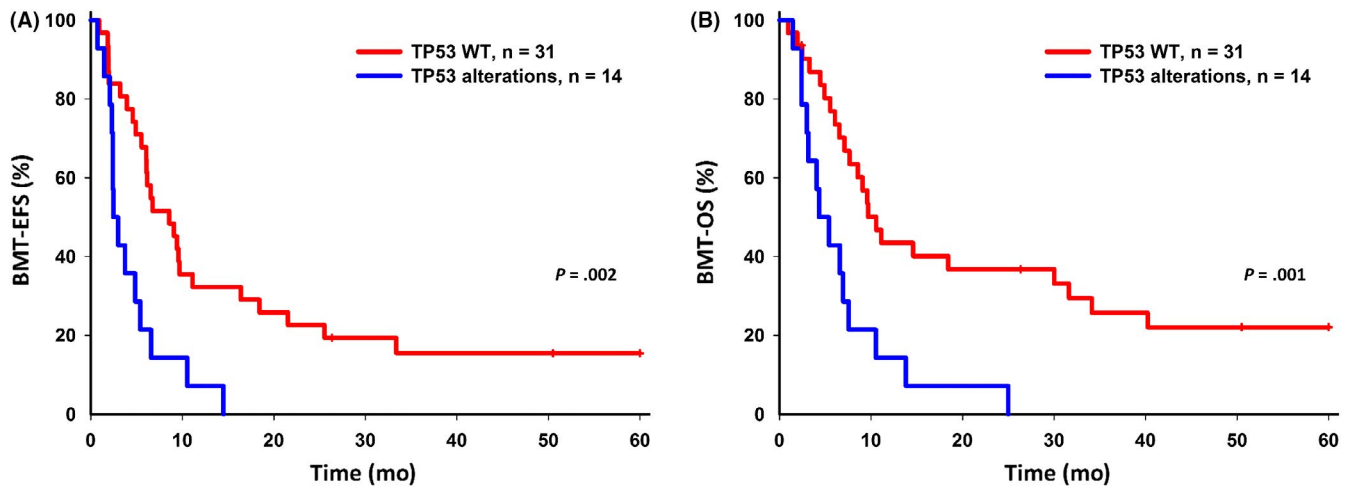 (A)
100
80
60
40
20
0
BMT-EFS (%)
TP53 WT, n = 31
TP53 alterations, n = 14
P = .002
0 10 20 30 40 50 60
Time (mo)
(B)
100
80
60
40
20
0
BMT-OS (%)
TP53 WT, n = 31
TP53 alterations, n = 14
P = .001
0 10 20 30 40 50 60
Time (mo)